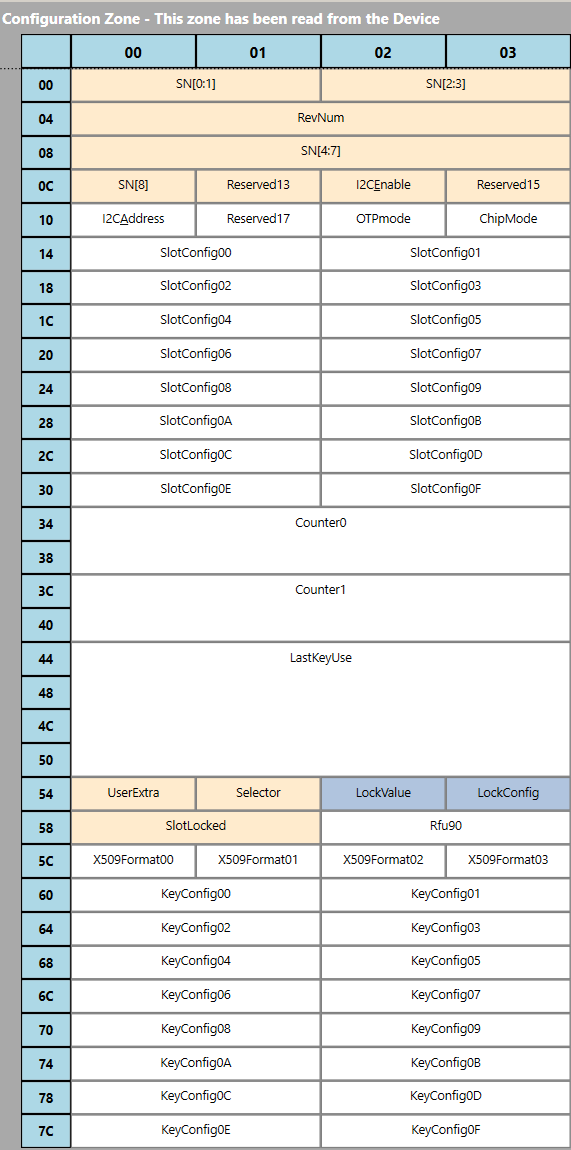 Configuration Zone - This zone has been read from the Device
00 01 02 03
00 SN[0:1] SN[2:3]
04 RevNum
08 SN[4:7]
0C SN[8] Reserved13 I2CEnable Reserved15
10 I2CAddress Reserved17 OTPmode ChipMode
14 SlotConfig00 SlotConfig01
18 SlotConfig02 SlotConfig03
1C SlotConfig04 SlotConfig05
20 SlotConfig06 SlotConfig07
24 SlotConfig08 SlotConfig09
28 SlotConfig0A SlotConfig0B
2C SlotConfig0C SlotConfig0D
30 SlotConfig0E SlotConfig0F
34 Counter0
38
3C Counter1
40
44 LastKeyUse
48
4C
50
54 UserExtra Selector LockValue LockConfig
58 SlotLocked Rfu90
5C X509Format00 X509Format01 X509Format02 X509Format03
60 KeyConfig00 KeyConfig01
64 KeyConfig02 KeyConfig03
68 KeyConfig04 KeyConfig05
6C KeyConfig06 KeyConfig07
70 KeyConfig08 KeyConfig09
74 KeyConfig0A KeyConfig0B
78 KeyConfig0C KeyConfig0D
7C KeyConfig0E KeyConfig0F